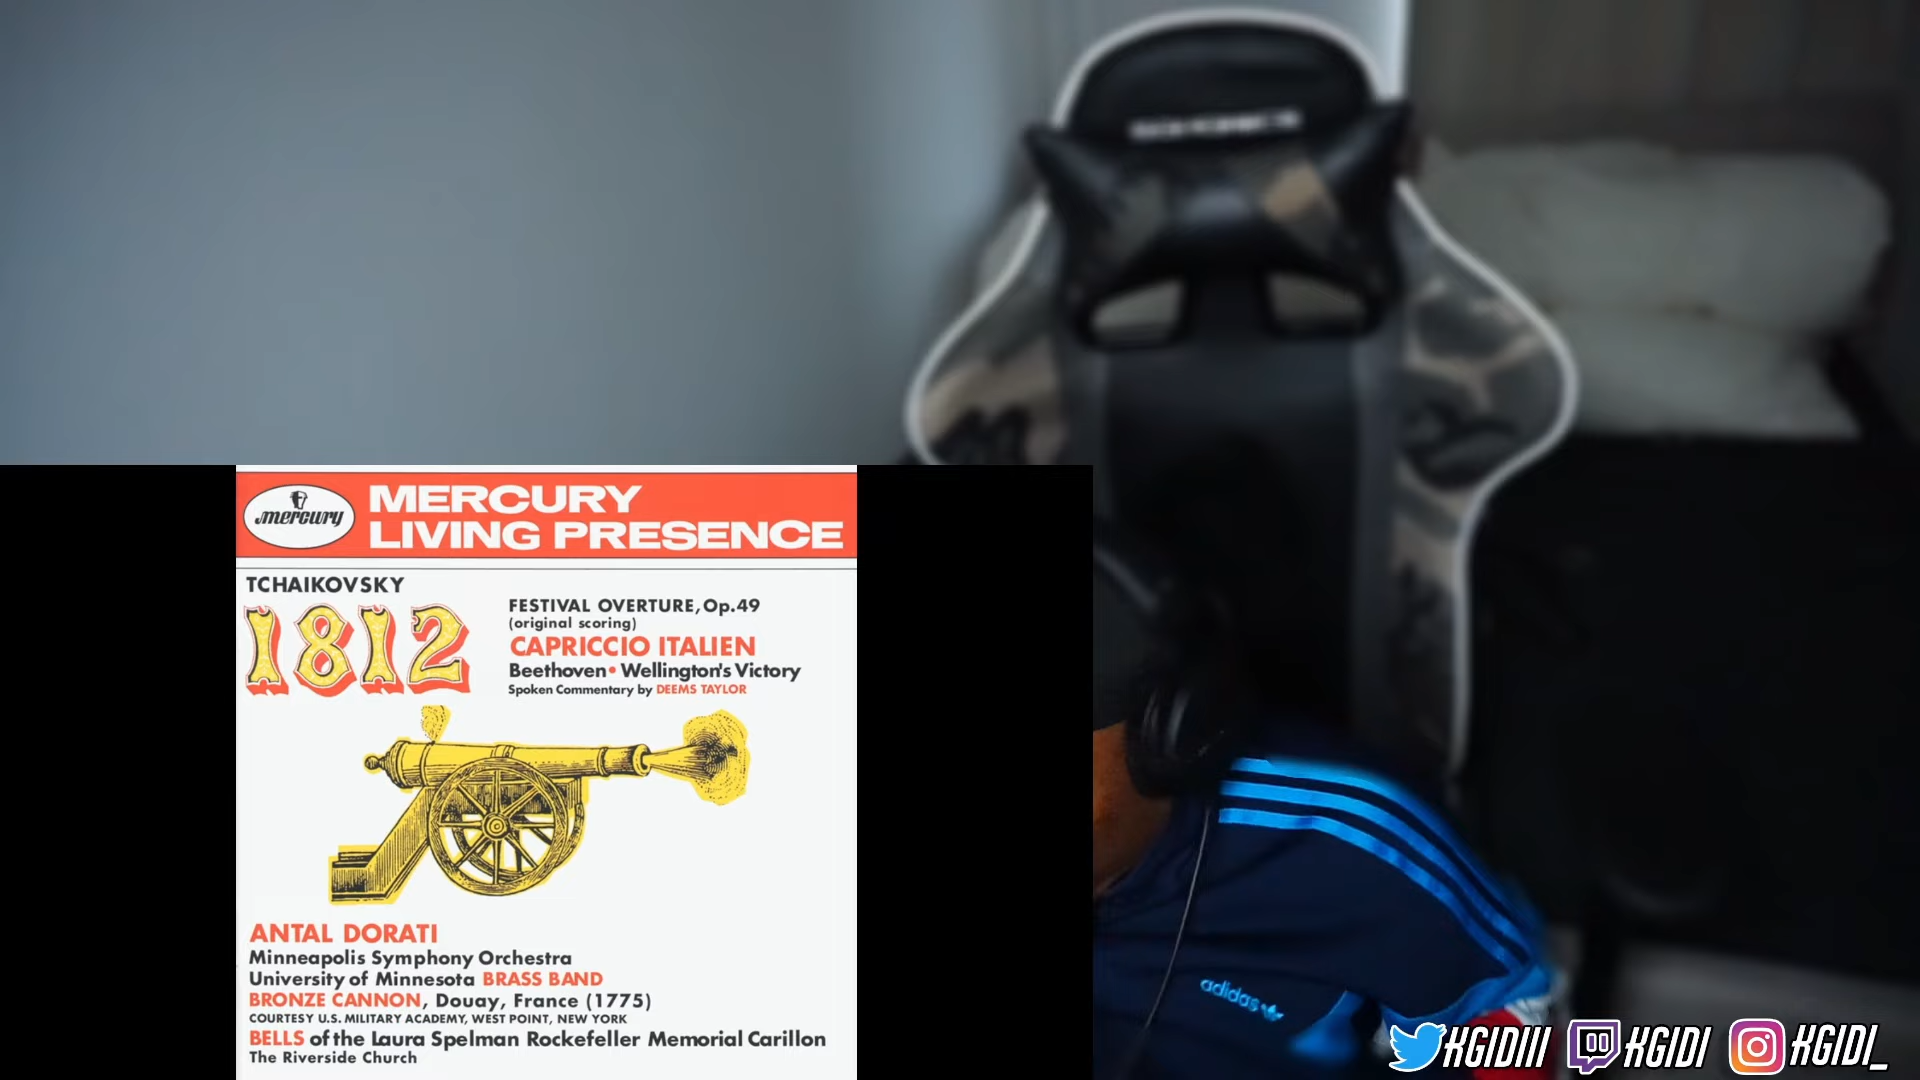 mercury
MERCURY
LIVING PRESENCE
TCHAIKOVSKY
1812
FESTIVAL OVERTURE, Op.49
(original scoring)
CAPRICCIO ITALIEN
Beethoven • Wellington's Victory
Spoken Commentary by DEEMS TAYLOR
ANTAL DORATI
Minneapolis Symphony Orchestra
University of Minnesota BRASS BAND
BRONZE CANNON, Douay, France (1775)
COURTESY U.S. MILITARY ACADEMY, WEST POINT, NEW YORK
BELLS of the Laura Spelman Rockefeller Memorial Carillon
The Riverside Church
adidas
KGIDIII KGIDI KGIDI_